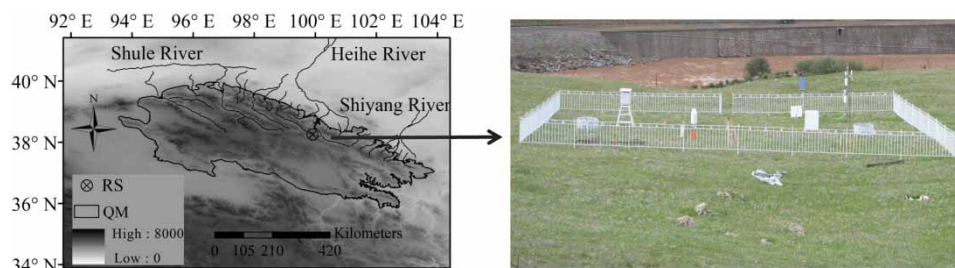 92° E 94° E 96° E 98° E 100° E 102° E 104° E
Shule River
Heihe River
40° N
Shiyang River
N
38° N
RS
QM
36° N
High : 8000
Kilometers
Low : 0
0 105 210 420
34° N